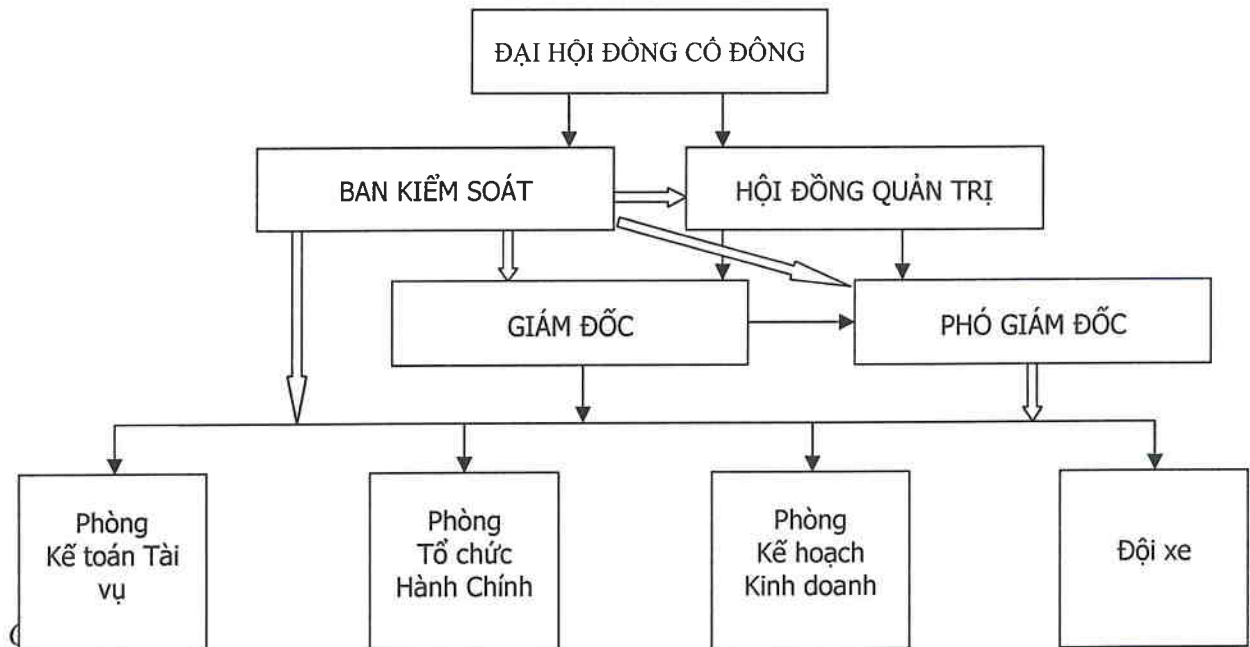 ĐẠI HỘI ĐỒNG CỔ ĐÔNG
BAN KIỂM SOÁT
HỘI ĐỒNG QUẢN TRỊ
GIÁM ĐỐC
PHÓ GIÁM ĐỐC
Phòng
Kế toán Tài
vụ
Phòng
Tổ chức
Hành Chính
Phòng
Kế hoạch
Kinh doanh
Đội xe